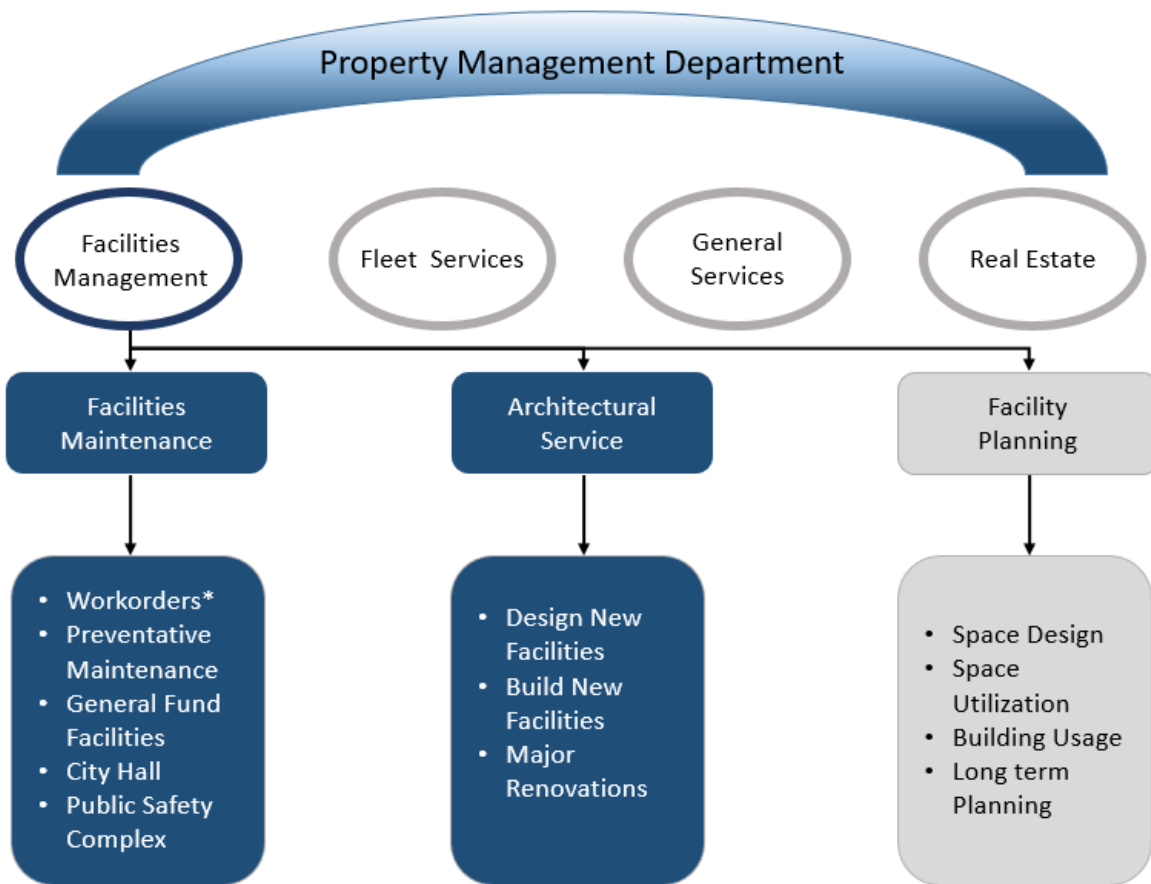 Property Management Department
Facilities
Management
Fleet Services
General
Services
Real Estate
Facilities
Maintenance
Architectural
Service
Facility
Planning
• Workorders*
• Preventative
Maintenance
• General Fund
Facilities
• City Hall
• Public Safety
Complex
• Design New
Facilities
• Build New
Facilities
• Major
Renovations
• Space Design
• Space
Utilization
• Building Usage
• Long term
Planning